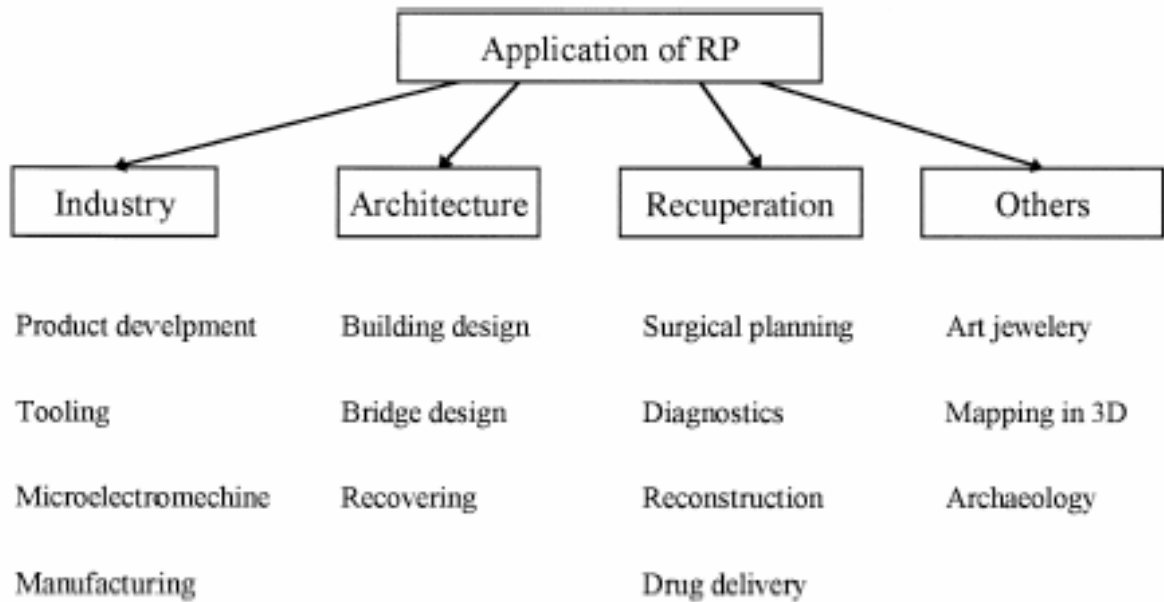 Application of RP
Industry
Architecture
Recuperation
Others
Product develpment
Building design
Surgical planning
Art jewelery
Tooling
Bridge design
Diagnostics
Mapping in 3D
Microelectromechine
Recovering
Reconstruction
Archaeology
Manufacturing
Drug delivery